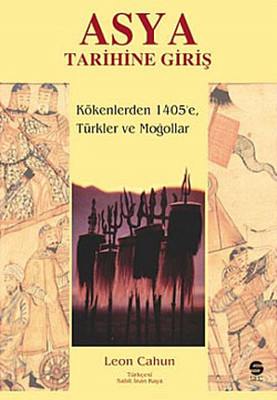 ASYA
TARİHİNE GİRİŞ
Kökenlerden 1405'e,
Türkler ve Moğollar
Leon Cahun
Türkçesi
Sabit İnan Kaya